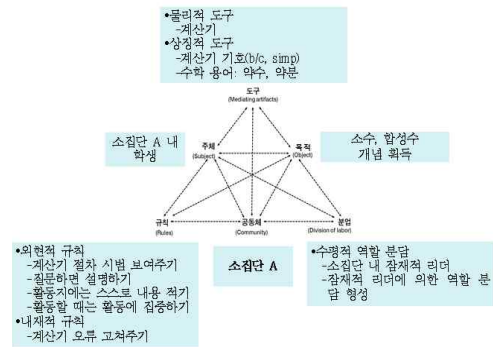 •물리적 도구
-계산기
•상징적 도구
-계산기 기호(b/c, simp)
-수학 용어: 약수, 약분
도구
(Mediating artifacts)
소집단 A 내
학생
주체
(Subject)
목적
(Object)
소수, 합성수
개념 획득
규칙
(Rules)
공동체
(Community)
분업
(Division of labor)
•외현적 규칙
-계산기 절차 시범 보여주기
-질문하면 설명하기
-활동지에는 스스로 내용 적기
-활동할 때는 활동에 집중하기
•내재적 규칙
-계산기 오류 고쳐주기
소집단 A
•수평적 역할 분담
-소집단 내 잠재적 리더
-잠재적 리더에 의한 역할 분
담 형성